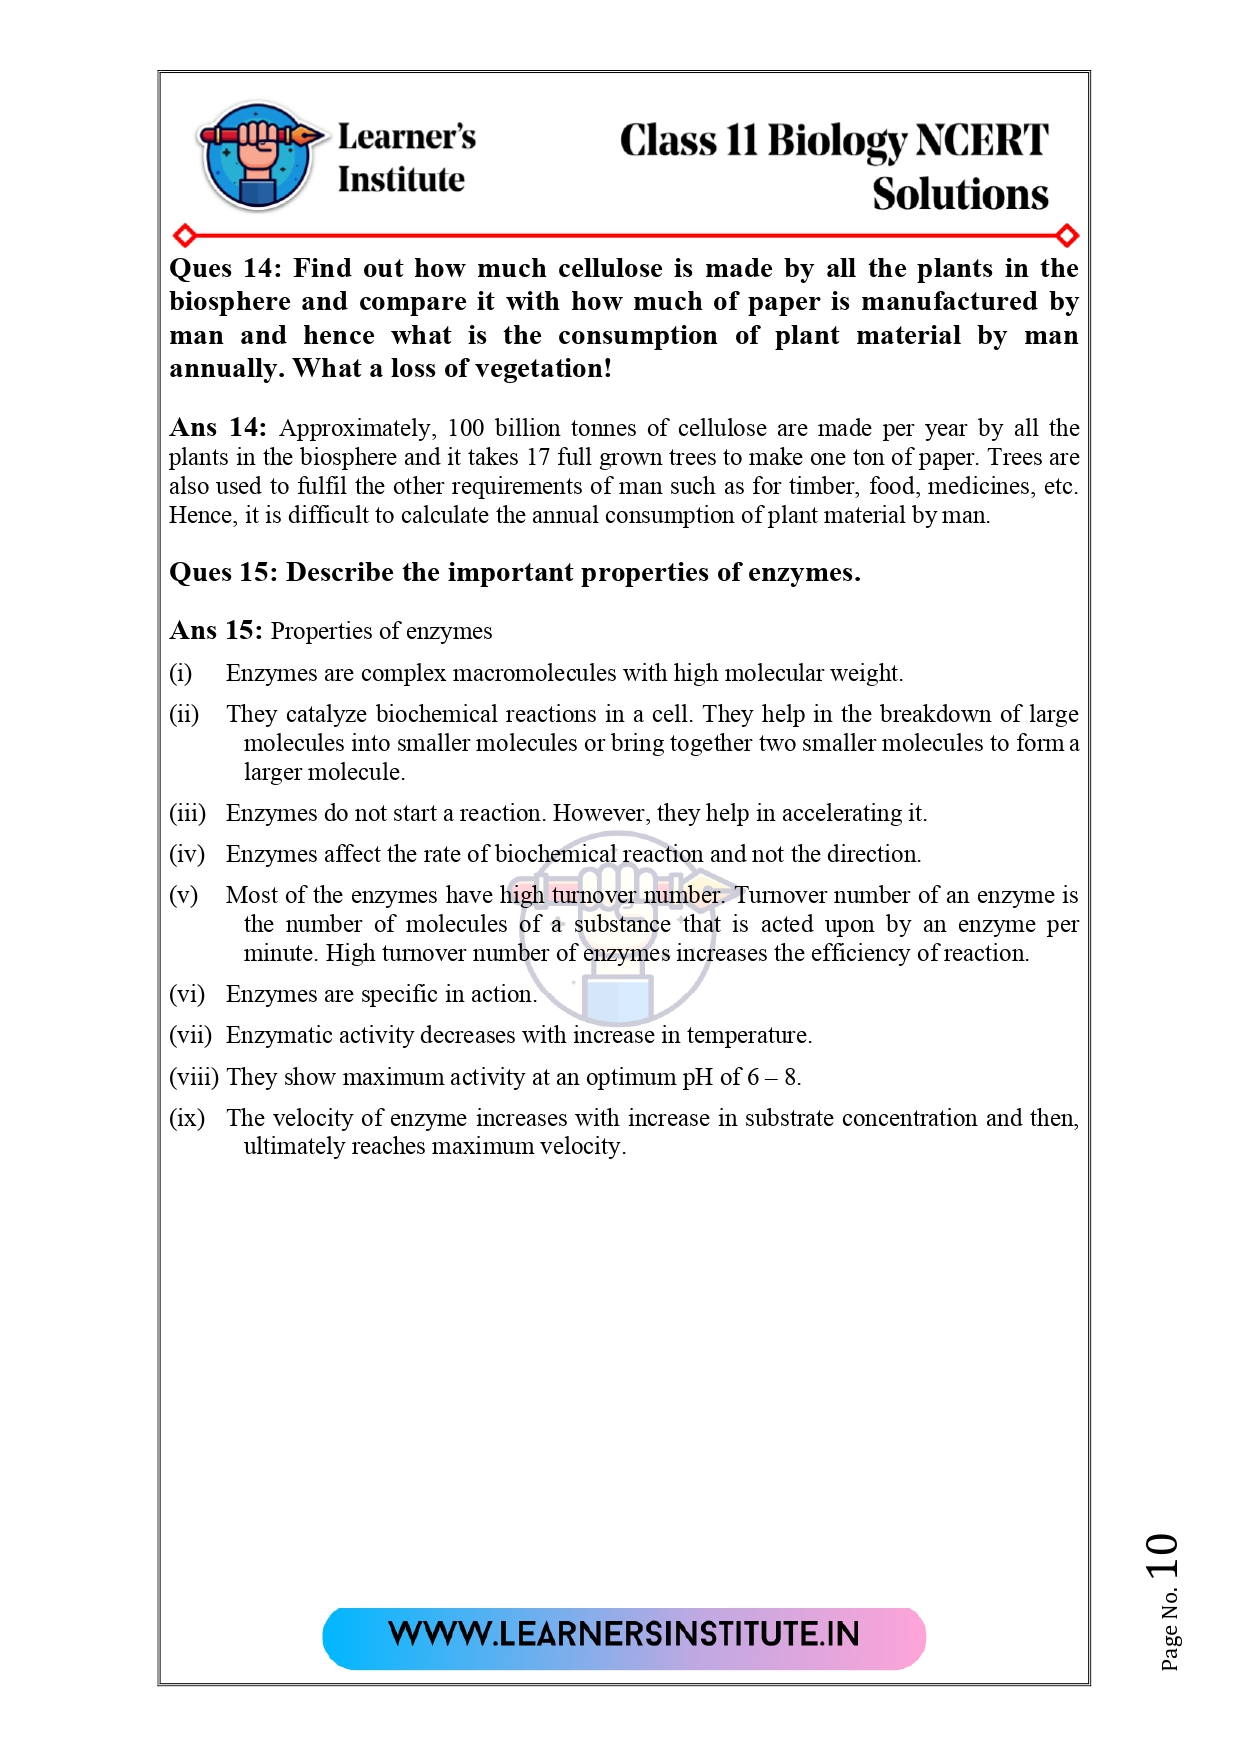 Learner's
Institute
Class 11 Biology NCERT
Solutions
Ques 14: Find out how much cellulose is made by all the plants in the
biosphere and compare it with how much of paper is manufactured by
man and hence what is the consumption of plant material by man
annually. What a loss of vegetation!
Ans 14: Approximately, 100 billion tonnes of cellulose are made per year by all the
plants in the biosphere and it takes 17 full grown trees to make one ton of paper. Trees are
also used to fulfil the other requirements of man such as for timber, food, medicines, etc.
Hence, it is difficult to calculate the annual consumption of plant material by man.
Ques 15: Describe the important properties of enzymes.
Ans 15: Properties of enzymes
(i) Enzymes are complex macromolecules with high molecular weight.
(ii) They catalyze biochemical reactions in a cell. They help in the breakdown of large
molecules into smaller molecules or bring together two smaller molecules to form a
larger molecule.
(iii) Enzymes do not start a reaction. However, they help in accelerating it.
(iv) Enzymes affect the rate of biochemical reaction and not the direction.
(v) Most of the enzymes have high turnover number. Turnover number of an enzyme is
the number of molecules of a substance that is acted upon by an enzyme per
minute. High turnover number of enzymes increases the efficiency of reaction.
(vi) Enzymes are specific in action.
(vii) Enzymatic activity decreases with increase in temperature.
(viii) They show maximum activity at an optimum pH of 6 – 8.
(ix) The velocity of enzyme increases with increase in substrate concentration and then,
ultimately reaches maximum velocity.
WWW.LEARNERSINSTITUTE.IN
Page No. 10